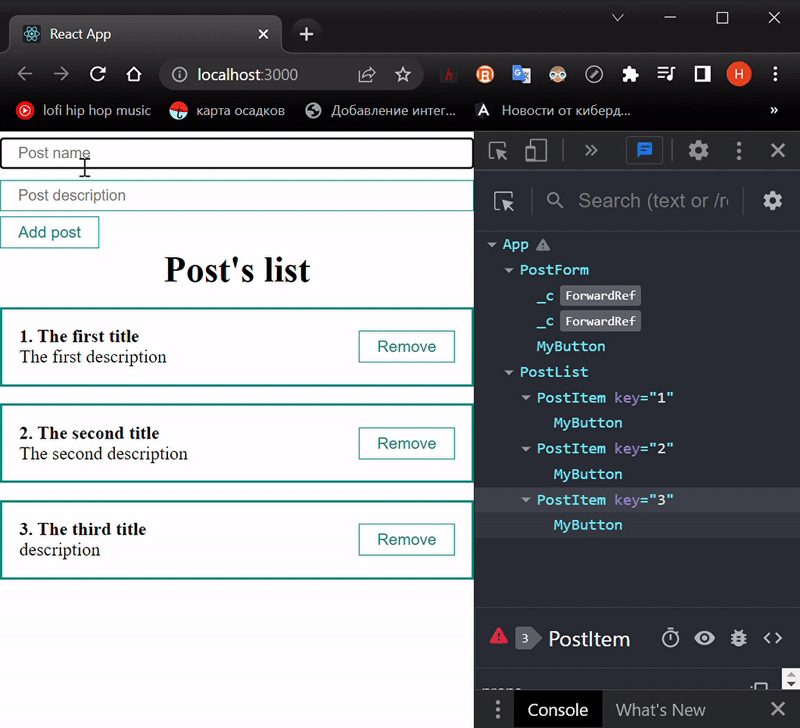 React App
localhost:3000
lofi hip hop music
карта осадков
Добавление интег...
Новости от киберд...
»
Post name
Post description
Add post
Post's list
1. The first title
The first description
Remove
2. The second title
The second description
Remove
3. The third title
description
Remove
Search (text or /re
App
PostForm
_c ForwardRef
_c ForwardRef
MyButton
PostList
PostItem key="1"
MyButton
PostItem key="2"
MyButton
PostItem key="3"
MyButton
3 PostItem
props
Console
What's New